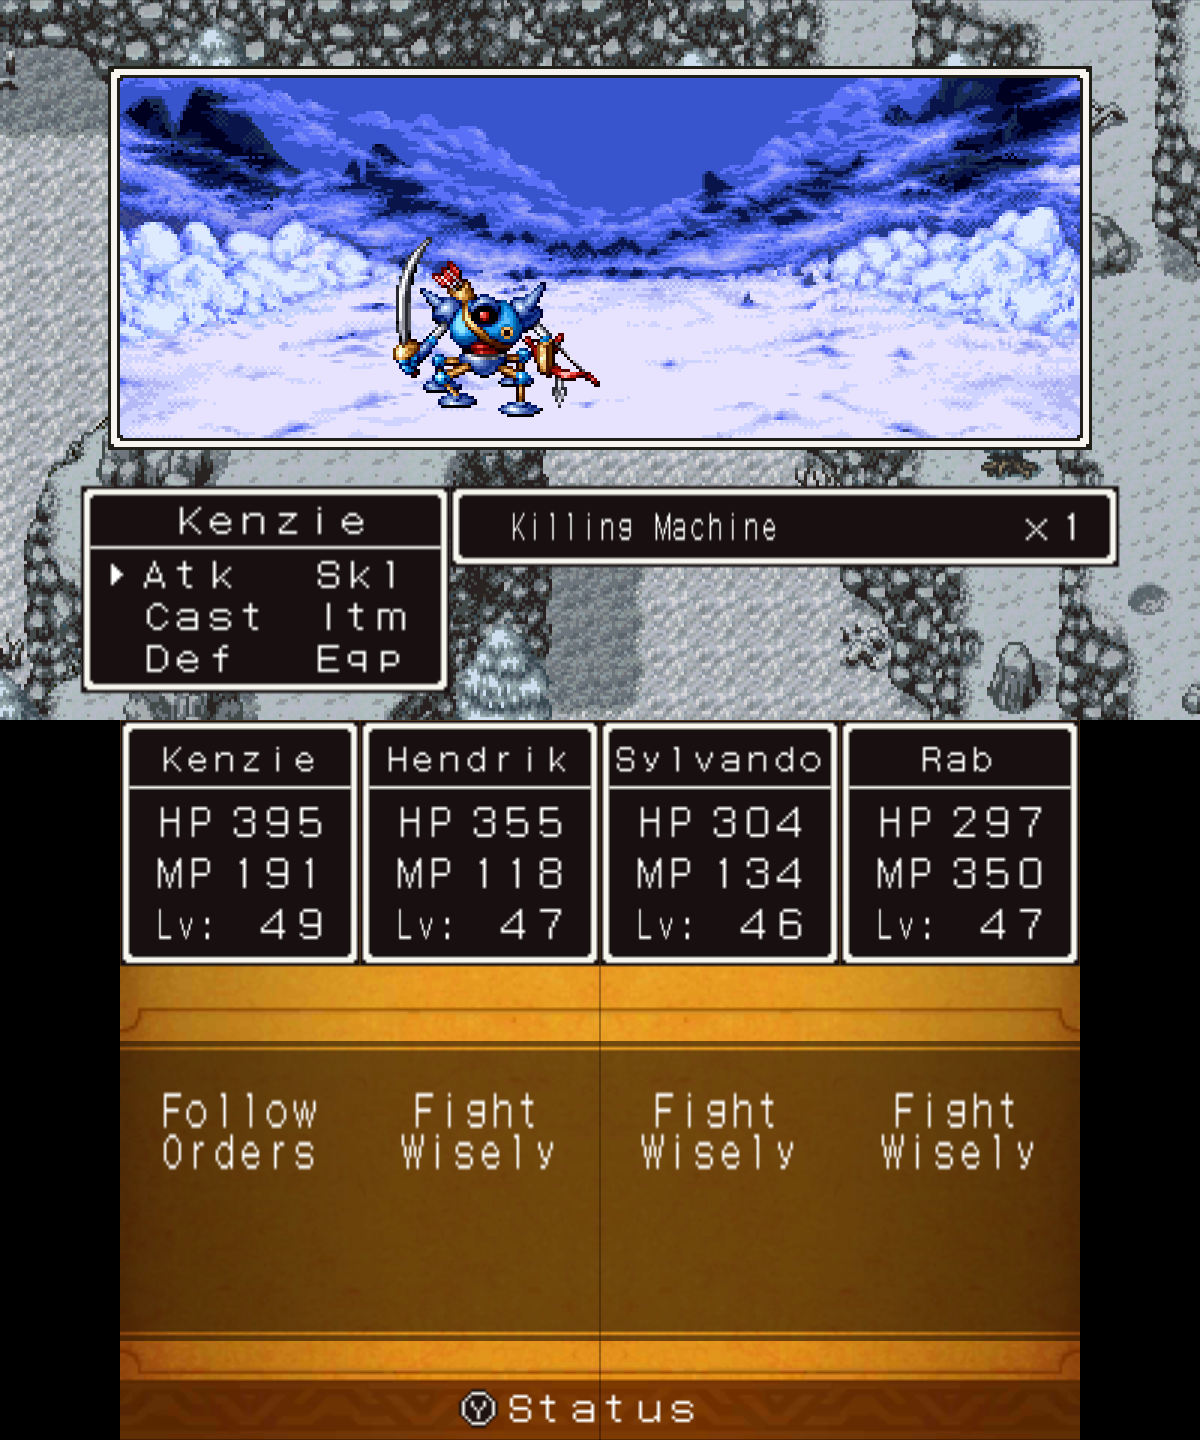 Kenzie
Atk Skl
Cast Itm
Def Eqp
Killing Machine ×1
Kenzie Hendrik Sylvando Rab
HP 395 HP 355 HP 304 HP 297
MP 191 MP 118 MP 134 MP 350
Lv: 49 Lv: 47 Lv: 46 Lv: 47
Follow Fight Fight Fight
Orders Wisely Wisely Wisely
Y Status